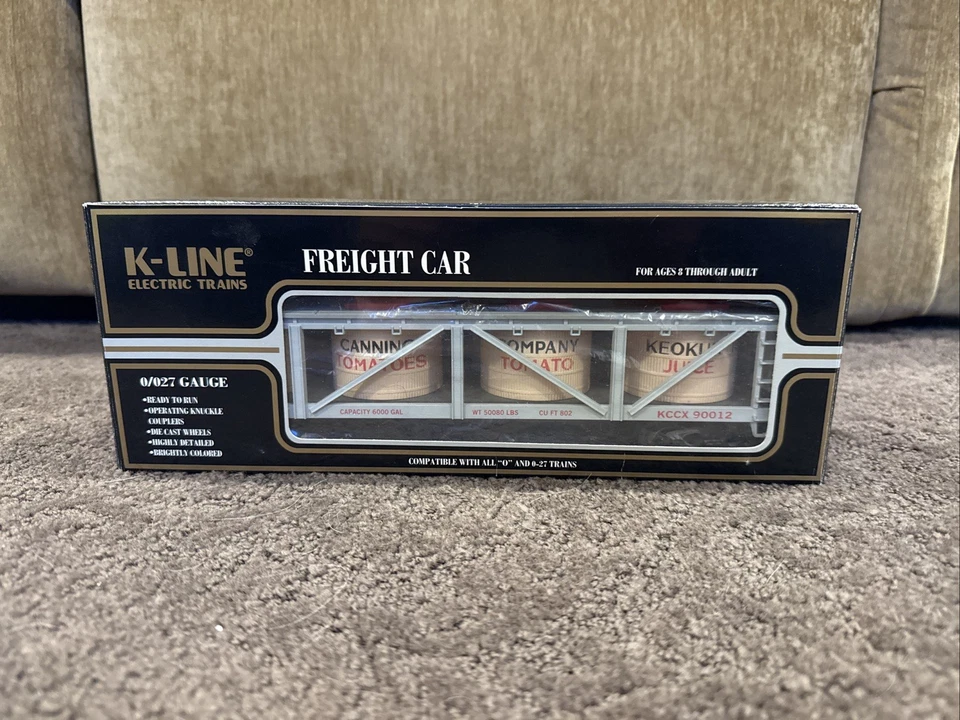 K-LINE®
ELECTRIC TRAINS
FREIGHT CAR
FOR AGES 8 THROUGH ADULT
CANNING COMPANY KEOKU
TOMATOES TOMATO JUICE
CAPACITY 6000 GAL. WT 50080 LBS CU FT 802 KCCX 90012
O/027 GAUGE
•READY TO RUN
•OPERATING KNUCKLE
COUPLERS
•DIE CAST WHEELS
•HIGHLY DETAILED
•BRIGHTLY COLORED
COMPATIBLE WITH ALL "O" AND 0-27 TRAINS